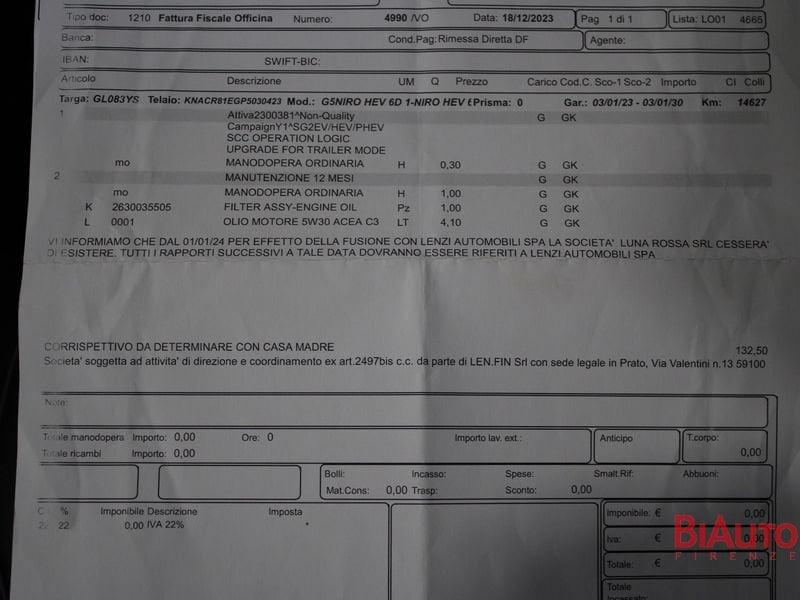 Tipo doc: 1210 Fattura Fiscale Officina Numero: 4990 /VO Data: 18/12/2023 Pag 1 di 1 Lista: LO01 4665
Banca: Cond.Pag: Rimessa Diretta DF Agente:
IBAN: SWIFT-BIC:
Articolo Descrizione UM Q Prezzo Carico Cod.C. Sco-1 Sco-2 Importo CI Colli
Targa: GL083YS Telaio: KNACR81EGP5030423 Mod.: G5NIRO HEV 6D 1-NIRO HEV Prisma: 0 Gar.: 03/01/23 - 03/01/30 Km: 14627
1 Attiva2300381^Non-Quality G GK
CampaignY1^SG2EV/HEV/PHEV
SCC OPERATION LOGIC
UPGRADE FOR TRAILER MODE
mo MANODOPERA ORDINARIA H 0,30 G GK
2 MANUTENZIONE 12 MESI G GK
mo MANODOPERA ORDINARIA H 1,00 G GK
K 2630035505 FILTER ASSY-ENGINE OIL Pz 1,00 G GK
L 0001 OLIO MOTORE 5W30 ACEA C3 LT 4,10 G GK
VI INFORMIAMO CHE DAL 01/01/24 PER EFFETTO DELLA FUSIONE CON LENZI AUTOMOBILI SPA LA SOCIETA' LUNA ROSSA SRL CESSERA'
DI ESISTERE. TUTTI I RAPPORTI SUCCESSIVI A TALE DATA DOVRANNO ESSERE RIFERITI A LENZI AUTOMOBILI SPA
CORRISPETTIVO DA DETERMINARE CON CASA MADRE 132,50
Societa' soggetta ad attivita' di direzione e coordinamento ex art.2497bis c.c. da parte di LEN.FIN Srl con sede legale in Prato, Via Valentini n.13 59100
Note:
Totale manodopera Importo: 0,00 Ore: 0 Importo lav. ext.: Anticipo T.corpo:
Totale ricambi Importo: 0,00 0,00
Bolli: Incasso: Spese: Smalt.Rif: Abbuoni:
Mat.Cons: 0,00 Trasp: Sconto: 0,00
C % Imponibile Descrizione Imposta
22 22 0,00 IVA 22% *
Imponibile: € 0,00
Iva: € 0,00
Totale: € 0,00
Totale
Incassato:
BIAUTO
FIRENZE